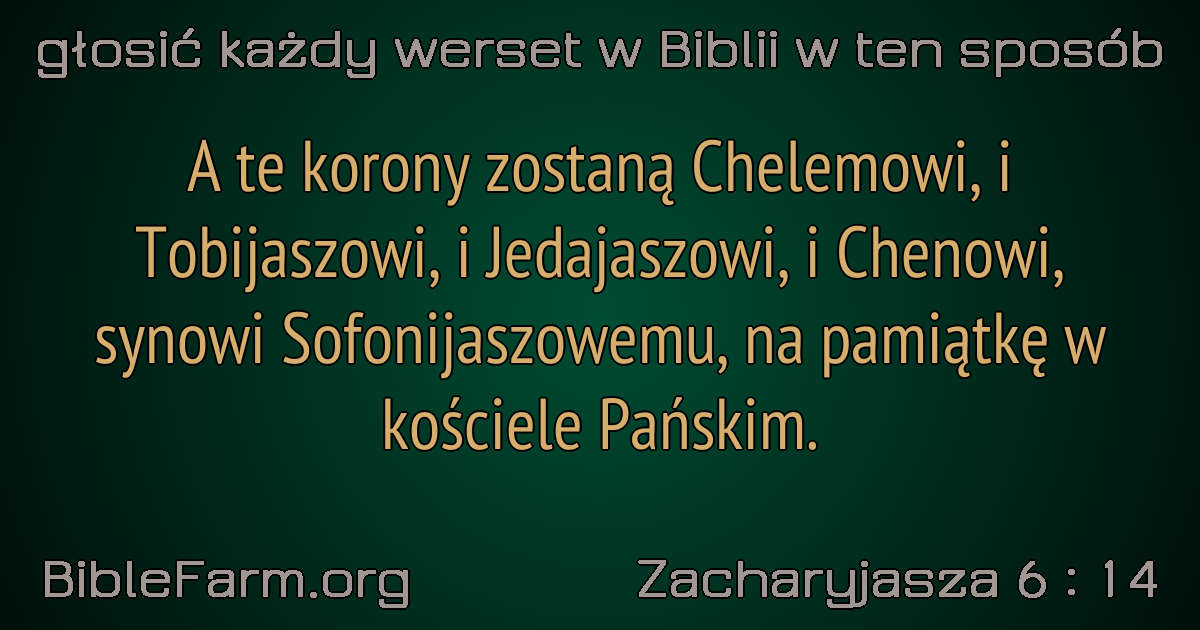 głosić każdy werset w Biblii w ten sposób
A te korony zostaną Chelemowi, i
Tobijaszowi, i Jedajaszowi, i Chenowi,
synowi Sofonijaszowemu, na pamiątkę w
kościele Pańskim.
BibleFarm.org
Zacharyjasza 6 : 14